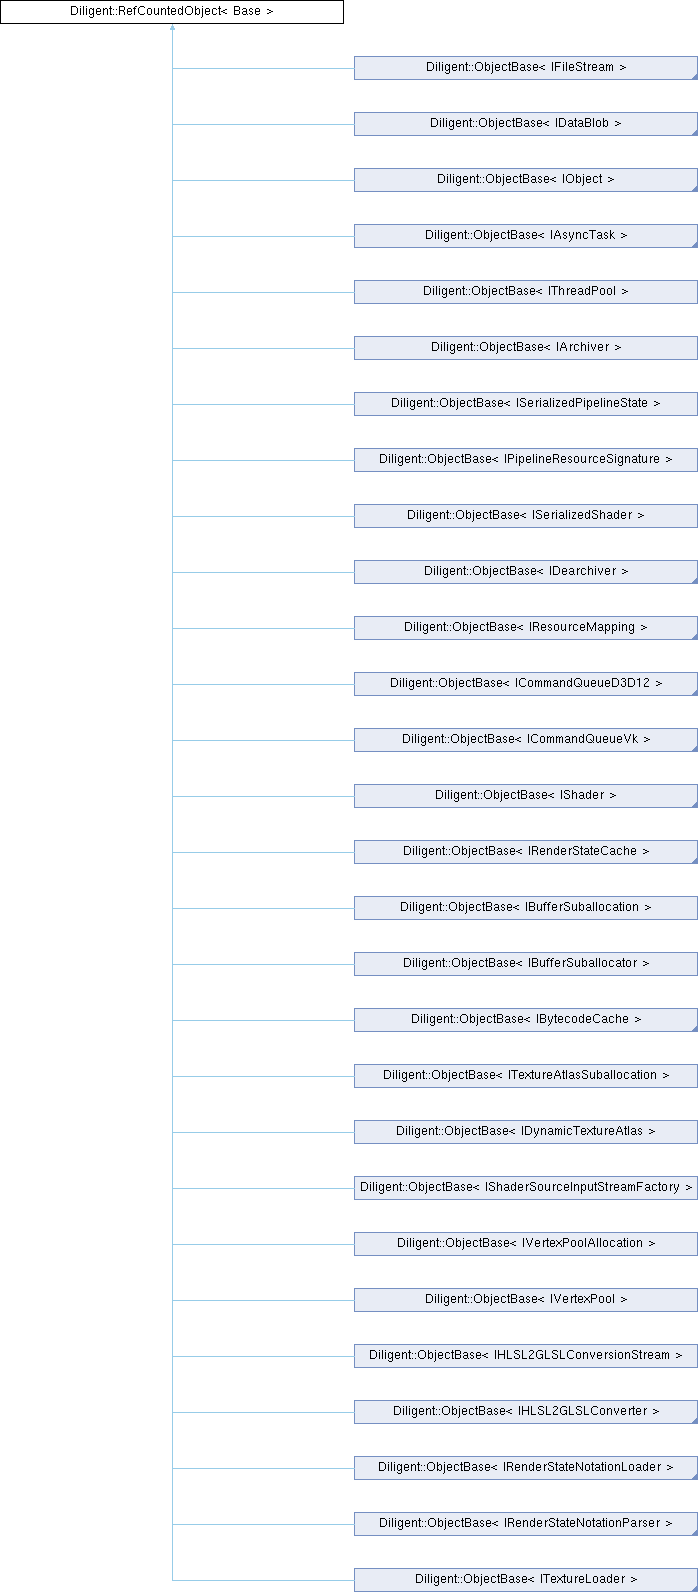 Diligent::RefCountedObject< Base >
Diligent::ObjectBase< IFileStream >
Diligent::ObjectBase< IDataBlob >
Diligent::ObjectBase< IObject >
Diligent::ObjectBase< IAsyncTask >
Diligent::ObjectBase< IThreadPool >
Diligent::ObjectBase< IArchiver >
Diligent::ObjectBase< ISerializedPipelineState >
Diligent::ObjectBase< IPipelineResourceSignature >
Diligent::ObjectBase< ISerializedShader >
Diligent::ObjectBase< IDearchiver >
Diligent::ObjectBase< IResourceMapping >
Diligent::ObjectBase< ICommandQueueD3D12 >
Diligent::ObjectBase< ICommandQueueVk >
Diligent::ObjectBase< IShader >
Diligent::ObjectBase< IRenderStateCache >
Diligent::ObjectBase< IBufferSuballocation >
Diligent::ObjectBase< IBufferSuballocator >
Diligent::ObjectBase< IBytecodeCache >
Diligent::ObjectBase< ITextureAtlasSuballocation >
Diligent::ObjectBase< IDynamicTextureAtlas >
Diligent::ObjectBase< IShaderSourceInputStreamFactory >
Diligent::ObjectBase< IVertexPoolAllocation >
Diligent::ObjectBase< IVertexPool >
Diligent::ObjectBase< IHLSL2GLSLConversionStream >
Diligent::ObjectBase< IHLSL2GLSLConverter >
Diligent::ObjectBase< IRenderStateNotationLoader >
Diligent::ObjectBase< IRenderStateNotationParser >
Diligent::ObjectBase< ITextureLoader >